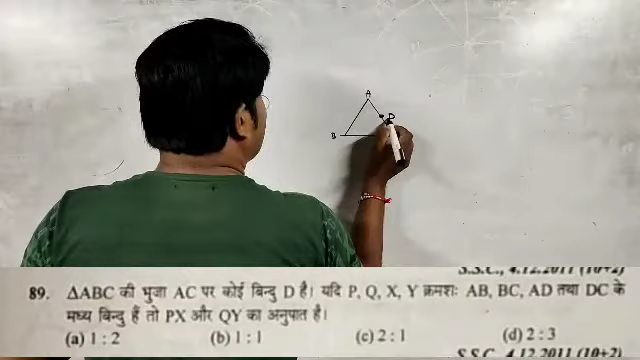 A
D
B
S.S.C., 4.12.2011 (10+2)
89. ΔABC की भुजा AC पर कोई बिन्दु D है। यदि P, Q, X, Y क्रमशः AB, BC, AD तथा DC के
मध्य बिन्दु हैं तो PX और QY का अनुपात है।
(a) 1 : 2 (b) 1 : 1 (c) 2 : 1 (d) 2 : 3
S.S.C. 4.12.2011 (10+2)